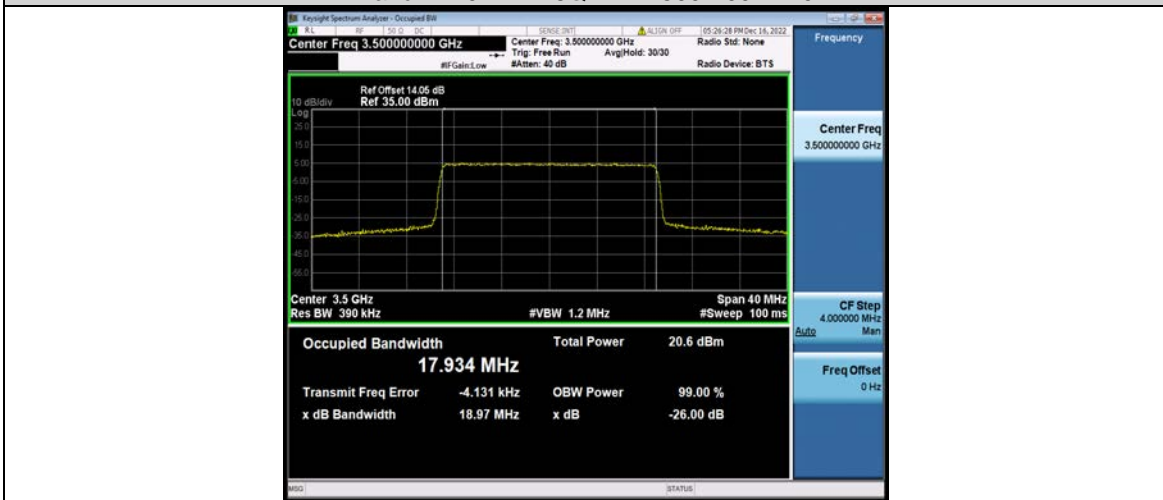 Keysight Spectrum Analyzer - Occupied BW
RL RF 50 Ω DC SENSE:INT ALIGN OFF 05:26:28 PM Dec 16, 2022
Center Freq 3.500000000 GHz
Center Freq: 3.500000000 GHz
Radio Std: None
Trig: Free Run Avg|Hold: 30/30
#IFGain:Low #Atten: 40 dB Radio Device: BTS
Frequency
Ref Offset 14.05 dB
10 dB/div Ref 35.00 dBm
Log
25.0
15.0
5.00
-5.00
-15.0
-25.0
-35.0
-45.0
-55.0
Center 3.5 GHz Span 40 MHz
Res BW 390 kHz #VBW 1.2 MHz #Sweep 100 ms
Occupied Bandwidth Total Power 20.6 dBm
17.934 MHz
Transmit Freq Error -4.131 kHz OBW Power 99.00 %
x dB Bandwidth 18.97 MHz x dB -26.00 dB
Center Freq
3.500000000 GHz
CF Step
4.000000 MHz
Auto Man
Freq Offset
0 Hz
MSG STATUS